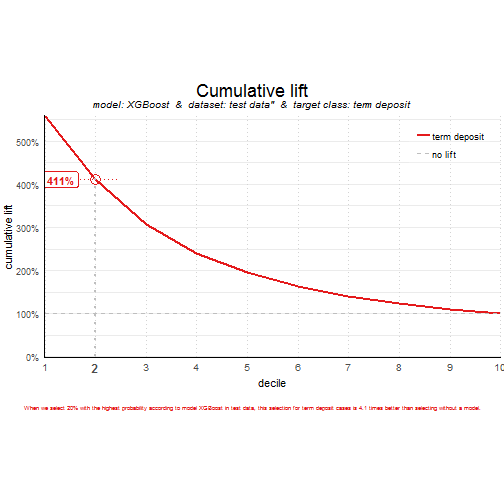 Cumulative lift
model: XGBoost & dataset: test data" & target class: term deposit
term deposit
no lift
cumulative lift
500%
400%
300%
200%
100%
0%
411%
1 2 3 4 5 6 7 8 9 10
decile
When we select 20% with the highest probability according to model XGBoost in test data, this selection for term deposit cases is 4.1 times better than selecting without a model.